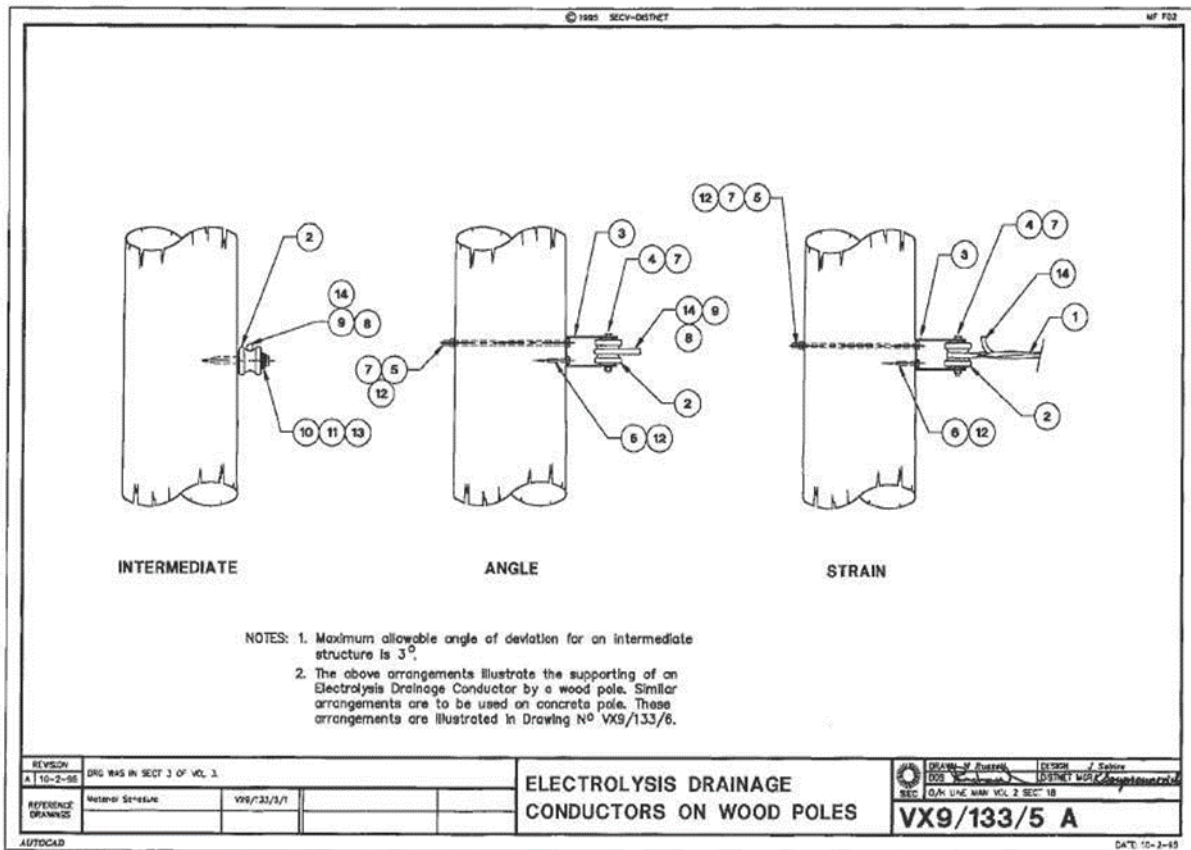 © 1995 SECV-DISTNET
MF F02
2
14
9 8
10 11 13
INTERMEDIATE
3
4 7
14 9
8
7 5
12
2
5 12
ANGLE
12 7 5
4 7
3
14
1
2
6 12
STRAIN
NOTES: 1. Maximum allowable angle of deviation for an intermediate
structure is 3°.
2. The above arrangements illustrate the supporting of an
Electrolysis Drainage Conductor by a wood pole. Similar
arrangements are to be used on concrete pole. These
arrangements are illustrated in Drawing Nº VX9/133/6.
REVISION
A 10-2-95
DRG WAS IN SECT 3 OF VOL 3.
REFERENCE
DRAWINGS
Material Schedule
ELECTROLYSIS DRAINAGE
CONDUCTORS ON WOOD POLES
SEC
DRAWN
DESIGN
DISTNET MGR
O/H LINE MAN VOL 2 SECT 18
VX9/133/5 A
AUTOCAD
DATE: 10-2-95